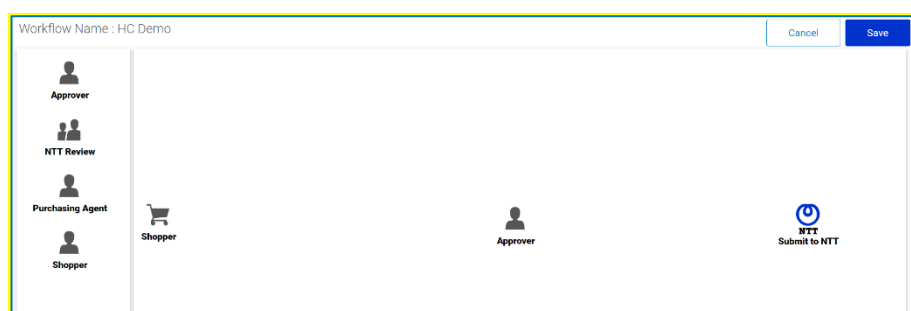 Workflow Name : HC Demo
Cancel
Save
Approver
NTT Review
Purchasing Agent
Shopper
Shopper
Approver
NTT
Submit to NTT